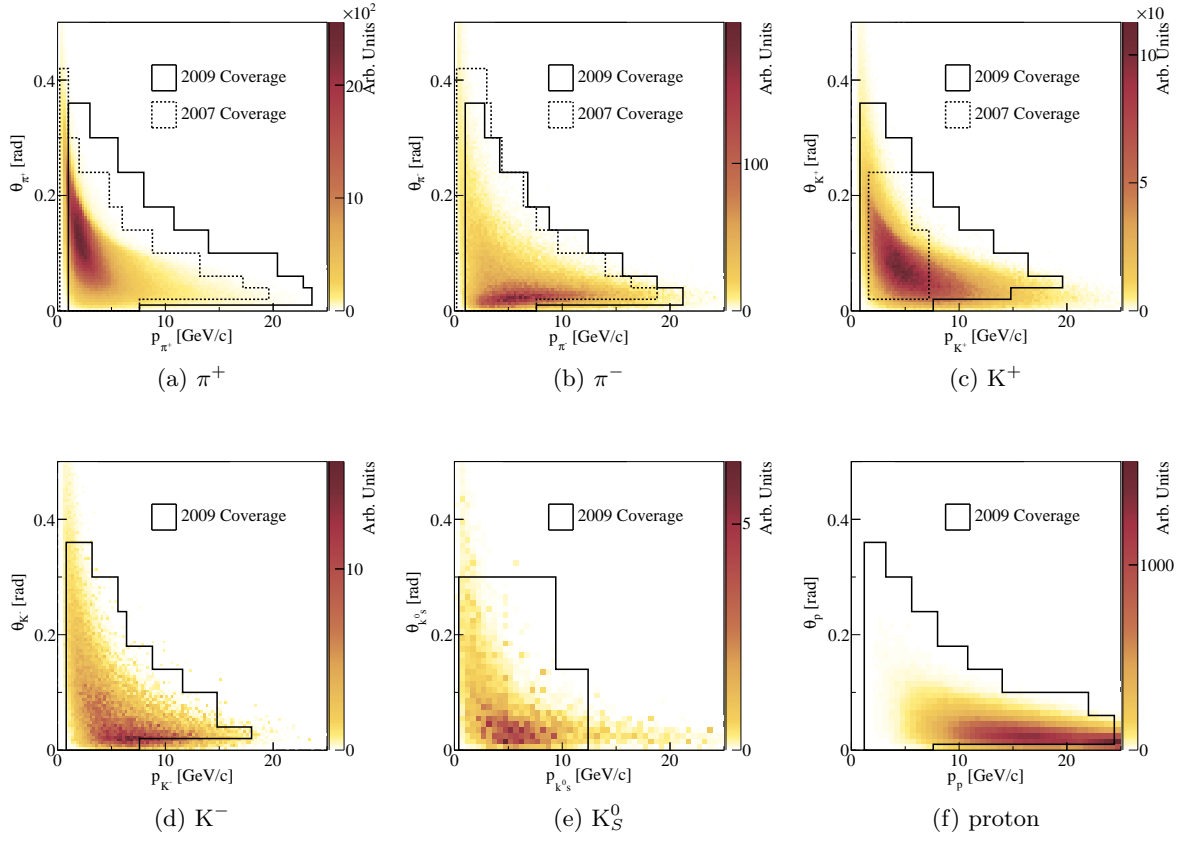 ×10²
0.4
2009 Coverage
2007 Coverage
θπ⁺ [rad]
0.2
0
0
10
20
pπ⁺ [GeV/c]
20
10
0
Arb. Units
(a) π⁺
0.4
2009 Coverage
2007 Coverage
θπ⁻ [rad]
0.2
0
0
10
20
pπ⁻ [GeV/c]
100
0
Arb. Units
(b) π⁻
×10
0.4
2009 Coverage
2007 Coverage
θK⁺ [rad]
0.2
0
0
10
20
pK⁺ [GeV/c]
10
5
0
Arb. Units
(c) K⁺
0.4
2009 Coverage
θK⁻ [rad]
0.2
0
0
10
20
pK⁻ [GeV/c]
10
0
Arb. Units
(d) K⁻
0.4
2009 Coverage
θk⁰s [rad]
0.2
0
0
10
20
pk⁰s [GeV/c]
5
0
Arb. Units
(e) K⁰S
0.4
2009 Coverage
θp [rad]
0.2
0
0
10
20
pp [GeV/c]
1000
0
Arb. Units
(f) proton